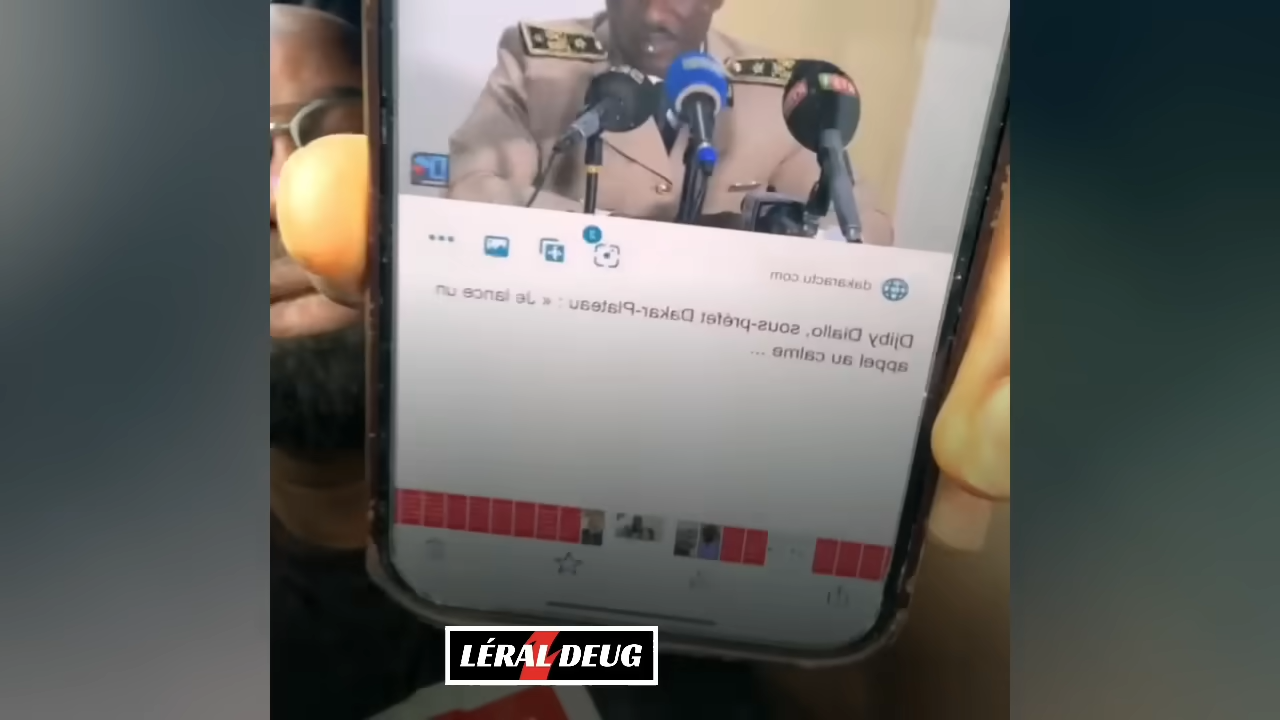 dakaractu.com
Djiby Diallo, sous-préfet Dakar-Plateau : « Je lance un
appel au calme ...
LÉRAL DEUG